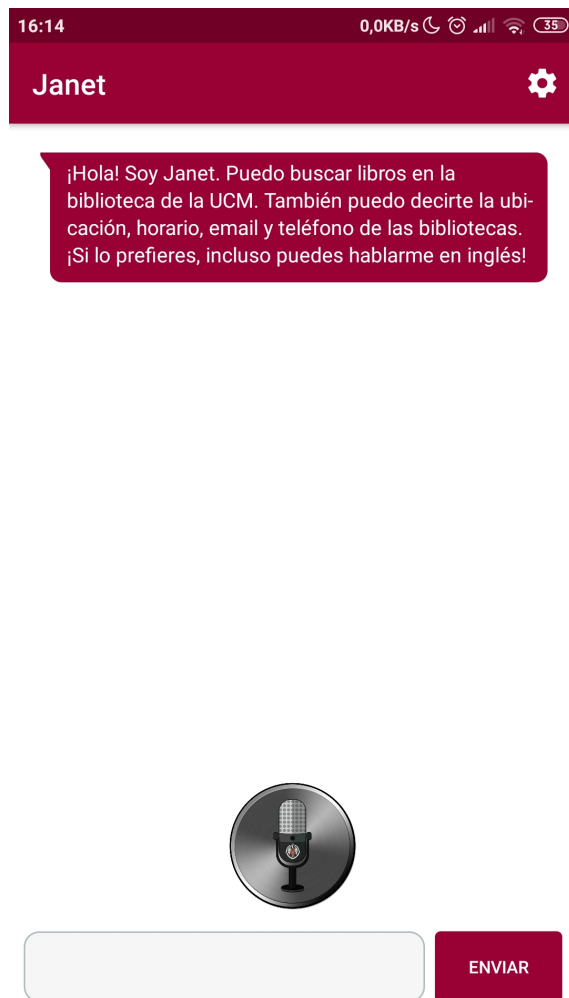 16:14 0,0KB/s 35
Janet
¡Hola! Soy Janet. Puedo buscar libros en la
biblioteca de la UCM. También puedo decirte la ubi-
cación, horario, email y teléfono de las bibliotecas.
¡Si lo prefieres, incluso puedes hablarme en inglés!
ENVIAR